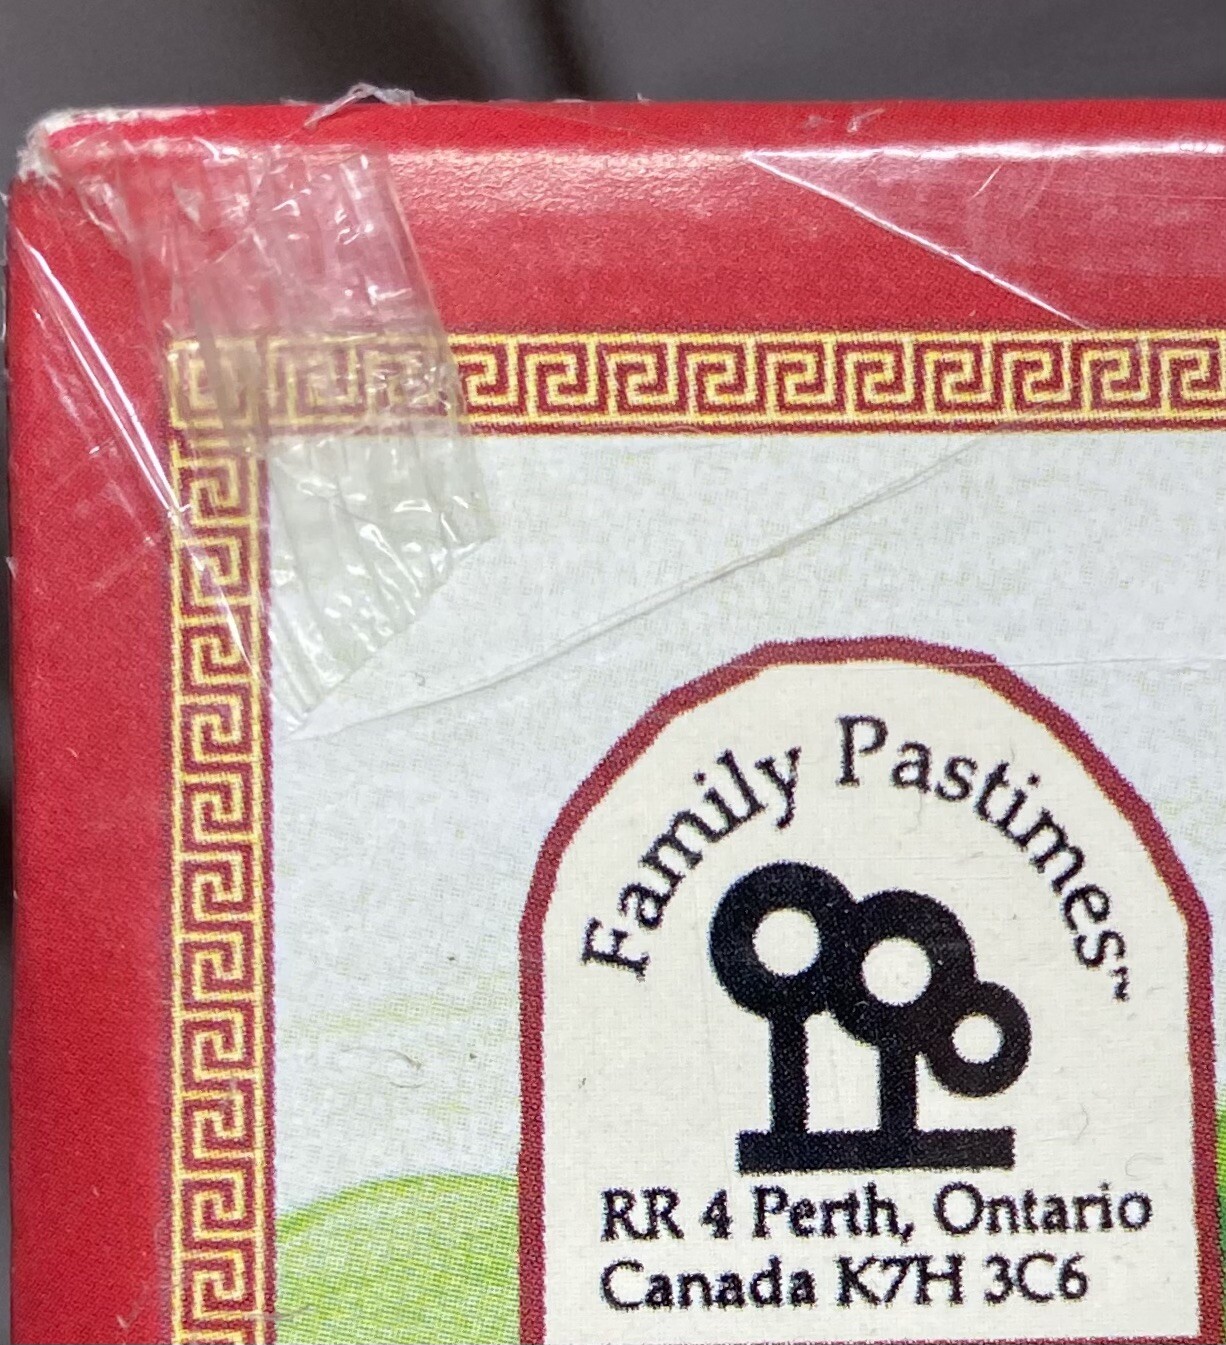 Family Pastimes™
RR 4 Perth, Ontario
Canada K7H 3C6